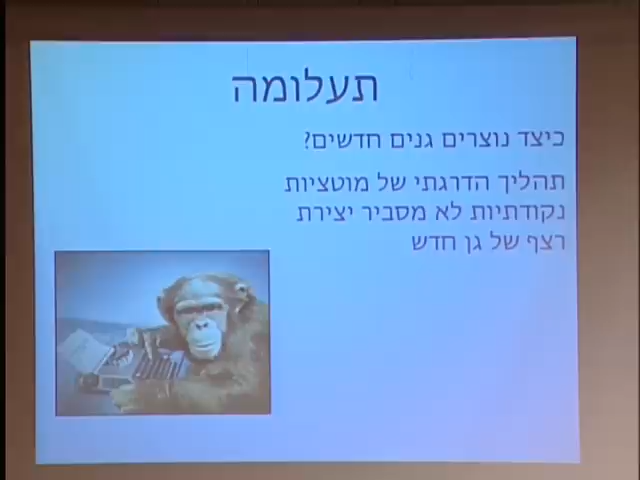 תעלומה
כיצד נוצרים גנים חדשים?
תהליך הדרגתי של מוטציות
נקודתיות לא מסביר יצירת
רצף של גן חדש